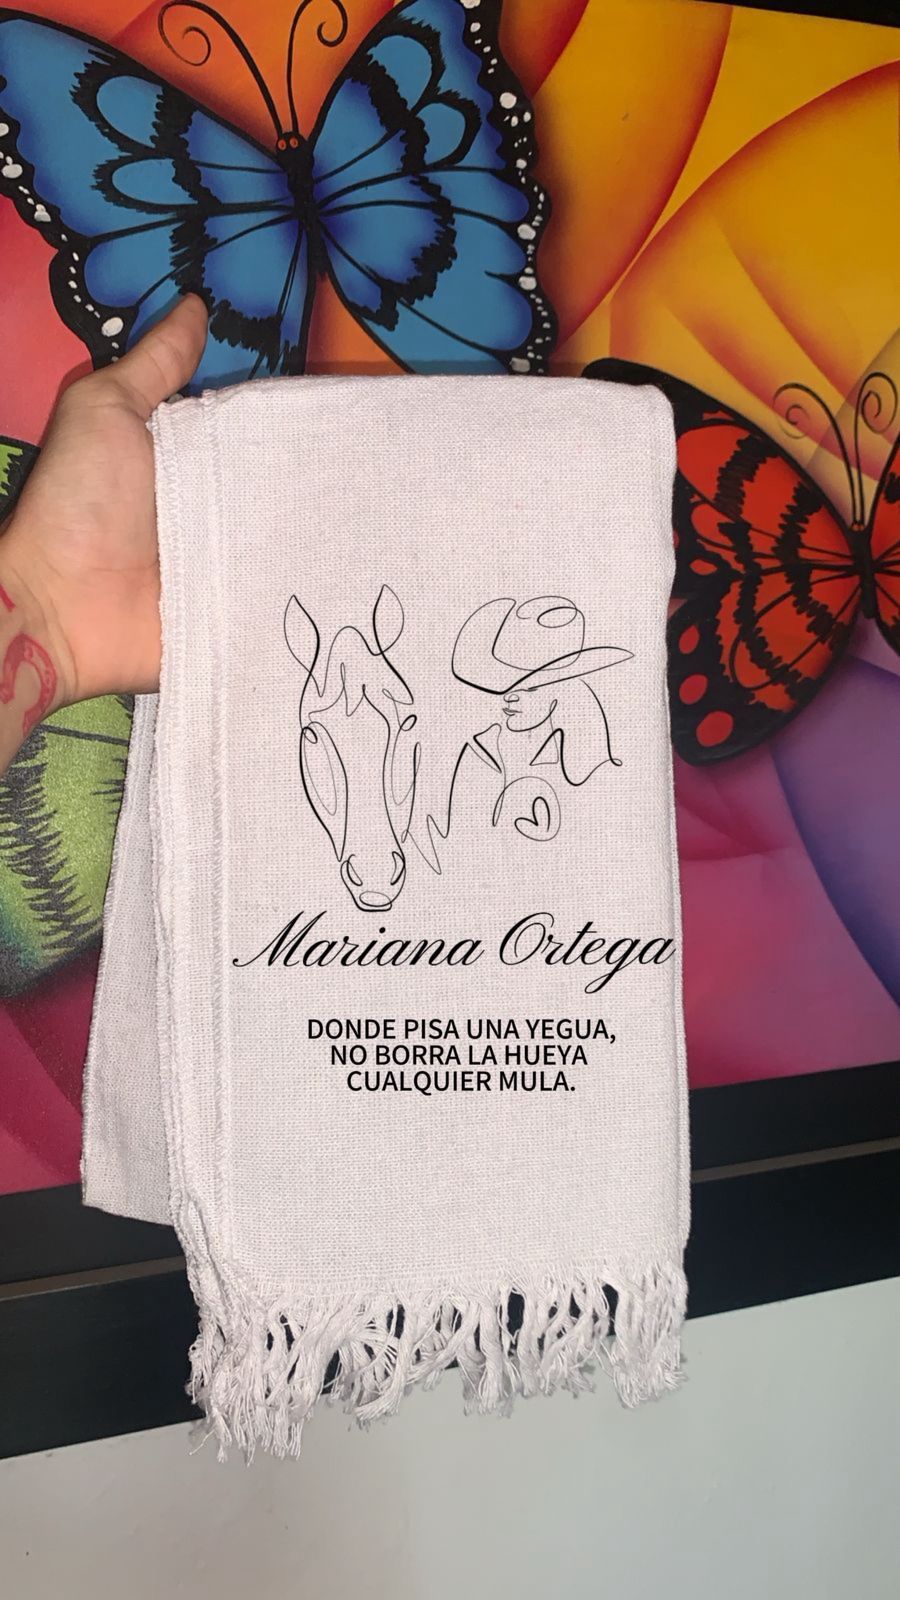 Mariana Ortega
DONDE PISA UNA YEGUA,
NO BORRA LA HUEYA
CUALQUIER MULA.